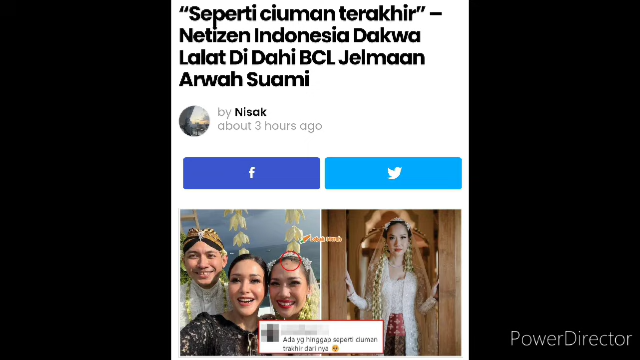 “Seperti ciuman terakhir” –
Netizen Indonesia Dakwa
Lalat Di Dahi BCL Jelmaan
Arwah Suami
by Nisak
about 3 hours ago
f
Ada yg hinggap seperti ciuman
trakhir dari nya 🥺
PowerDirector